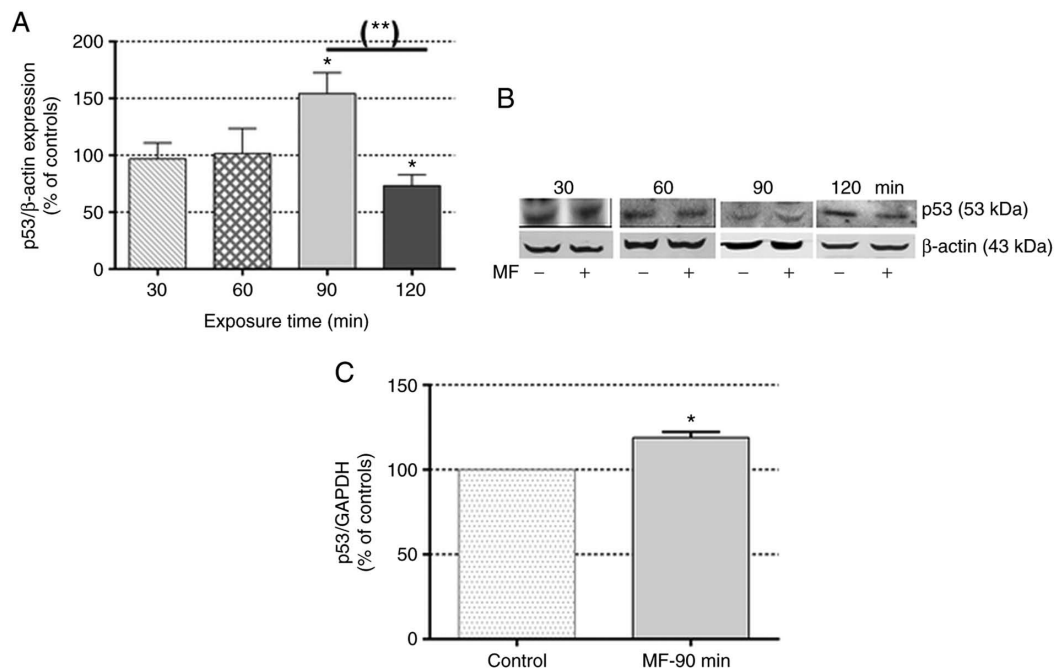 A
200
150
100
50
0
p53/β-actin expression
(% of controls)
(**)
*
*
30 60 90 120
Exposure time (min)
B
30 60 90 120 min
p53 (53 kDa)
β-actin (43 kDa)
MF − + − + − + − +
C
150
100
50
0
p53/GAPDH
(% of controls)
*
Control MF-90 min